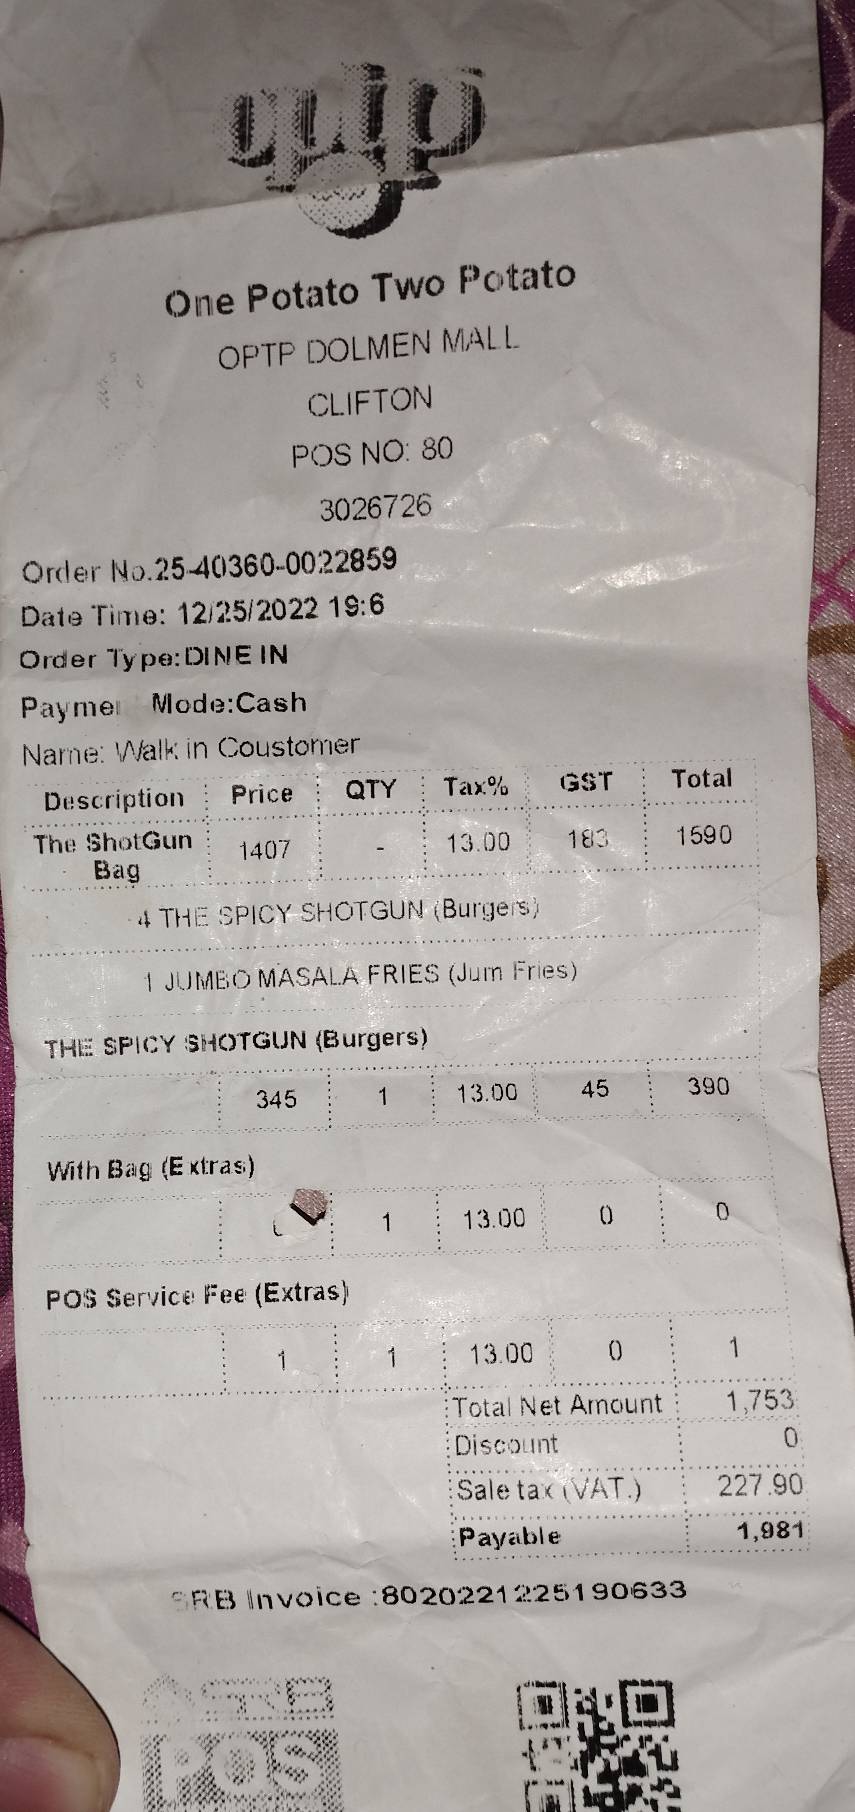 optp
One Potato Two Potato
OPTP DOLMEN MALL
CLIFTON
POS NO: 80
3026726
Order No.25-40360-0022859
Date Time: 12/25/2022 19:6
Order Type:DINE IN
Payme Mode:Cash
Name: Walk in Coustomer
Description Price QTY Tax% GST Total
The ShotGun Bag 1407 - 13.00 183 1590
4 THE SPICY SHOTGUN (Burgers)
1 JUMBO MASALA FRIES (Jum Fries)
THE SPICY SHOTGUN (Burgers)
345 1 13.00 45 390
With Bag (Extras)
1 13.00 0 0
POS Service Fee (Extras)
1 1 13.00 0 1
Total Net Amount 1,753
Discount 0
Sale tax (VAT.) 227.90
Payable 1,981
SRB Invoice :8020221225190633
SRB
POS